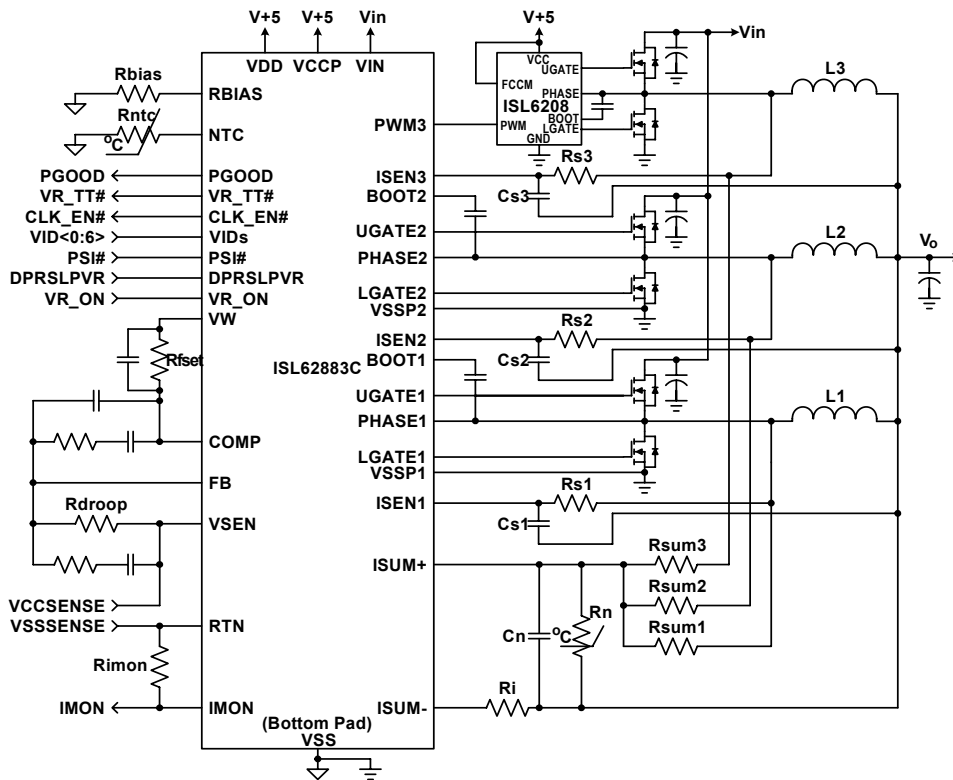 V+5 V+5 Vin
VDD VCCP VIN
Rbias
RBIAS
Rntc
°C
NTC
PGOOD PGOOD
VR_TT# VR_TT#
CLK_EN# CLK_EN#
VID<0:6> VIDs
PSI# PSI#
DPRSLPVR DPRSLPVR
VR_ON VR_ON
VW
Rfset
ISL62883C
COMP
FB
Rdroop
VSEN
VCCSENSE
VSSSENSE RTN
Rimon
IMON IMON
(Bottom Pad)
VSS
PWM3
ISEN3
BOOT2
UGATE2
PHASE2
LGATE2
VSSP2
ISEN2
BOOT1
UGATE1
PHASE1
LGATE1
VSSP1
ISEN1
ISUM+
ISUM-
V+5
VCC
UGATE
FCCM
PHASE
ISL6208
BOOT
PWM
LGATE
GND
Vin
L3
Rs3
Cs3
L2
Vo
Rs2
Cs2
L1
Rs1
Cs1
Rsum3
Rsum2
Rsum1
Rn
Cn
°C
Ri